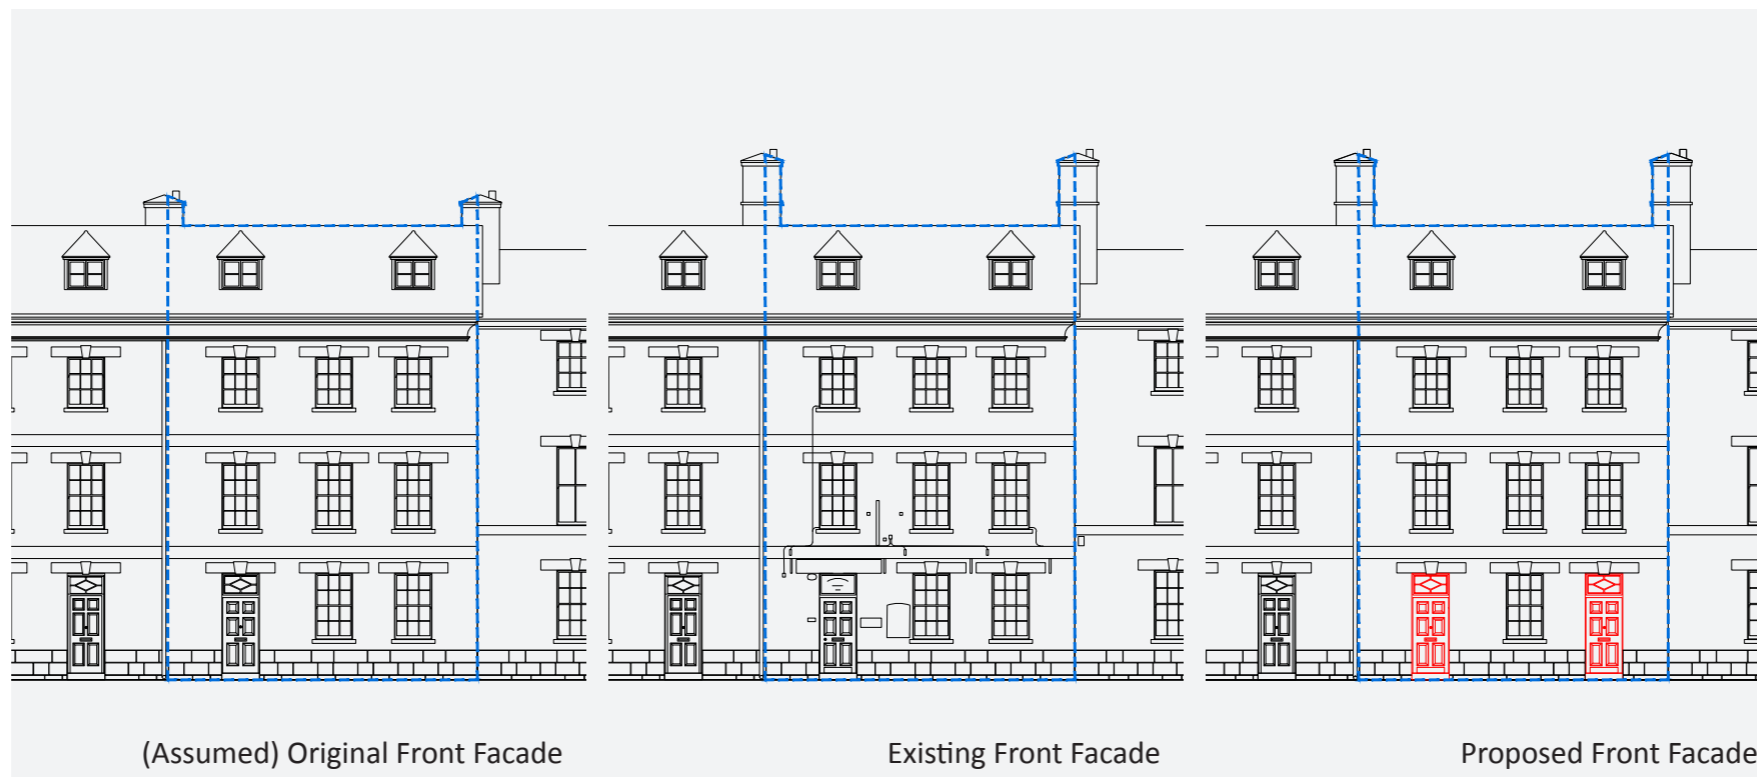 (Assumed) Original Front Facade
Existing Front Facade
Proposed Front Facade